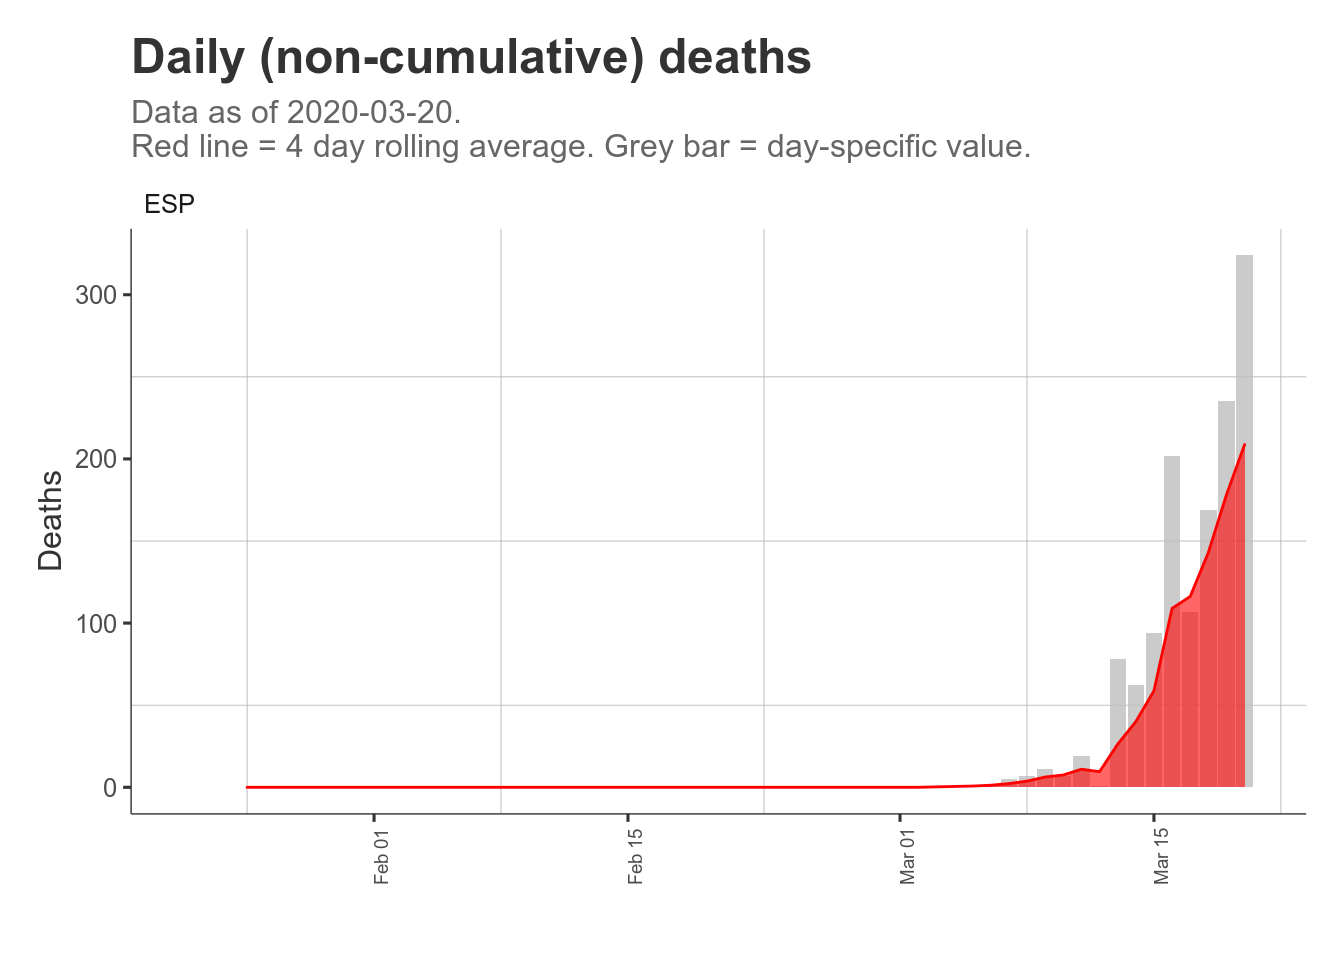 Daily (non-cumulative) deaths
Data as of 2020-03-20.
Red line = 4 day rolling average. Grey bar = day-specific value.
ESP
300
200
100
0
Deaths
Feb 01
Feb 15
Mar 01
Mar 15